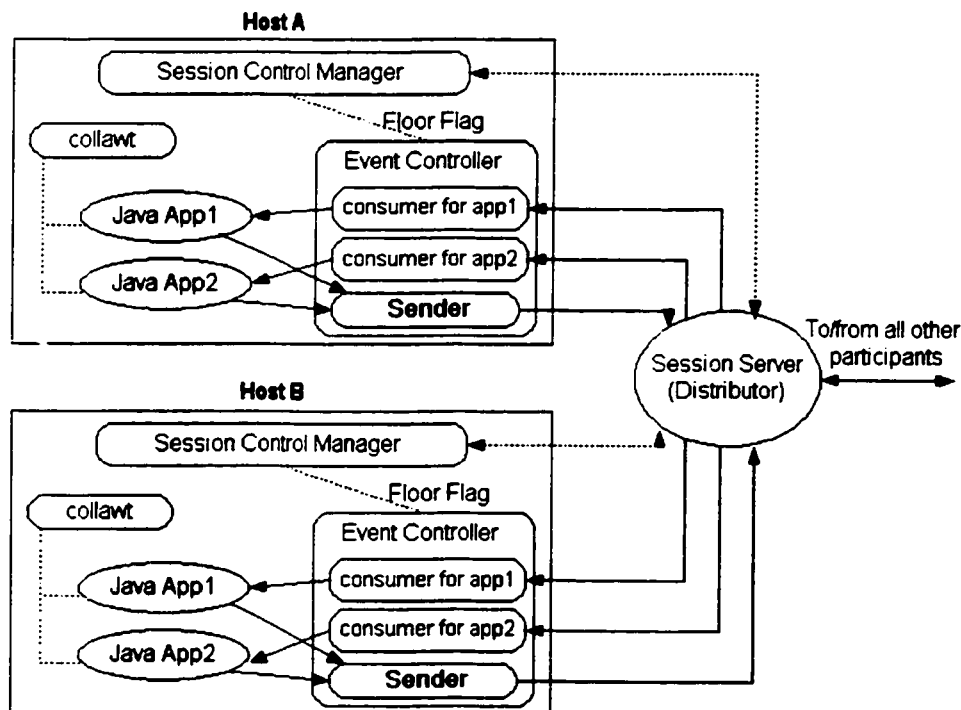 Host A
Session Control Manager
Floor Flag
collawt
Event Controller
Java App1
consumer for app1
Java App2
consumer for app2
Sender
Session Server
(Distributor)
To/from all other
participants
Host B
Session Control Manager
Floor Flag
collawt
Event Controller
Java App1
consumer for app1
Java App2
consumer for app2
Sender